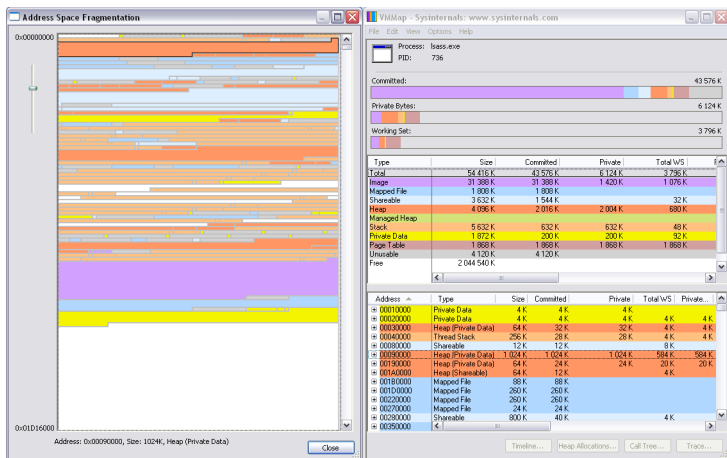 Address Space Fragmentation
0x00000000
0x01D16000
Address: 0x00090000, Size: 1024K, Heap (Private Data)
Close
VMMap - Sysinternals: www.sysinternals.com
File Edit View Options Help
Process: lsass.exe
PID: 736
Committed: 43 576 K
Private Bytes: 6 124 K
Working Set: 3 796 K
Type Size Committed Private Total WS
Total 54 416 K 43 576 K 6 124 K 3 796 K
Image 31 388 K 31 388 K 1 420 K 1 076 K
Mapped File 1 808 K 1 808 K
Shareable 3 632 K 1 544 K 32 K
Heap 4 096 K 2 016 K 2 004 K 680 K
Managed Heap
Stack 5 632 K 632 K 632 K 48 K
Private Data 1 872 K 200 K 200 K 92 K
Page Table 1 868 K 1 868 K 1 868 K 1 868 K
Unusable 4 120 K 4 120 K
Free 2 044 540 K
Address Type Size Committed Private Total WS Private...
00010000 Private Data 4 K 4 K 4 K
00020000 Private Data 4 K 4 K 4 K 4 K 4 K
00030000 Heap (Private Data) 64 K 32 K 32 K 4 K 4 K
00040000 Thread Stack 256 K 28 K 28 K 4 K 4 K
00080000 Shareable 12 K 12 K 8 K
00090000 Heap (Private Data) 1 024 K 1 024 K 1 024 K 584 K 584 K
00190000 Heap (Private Data) 64 K 24 K 24 K 20 K 20 K
001A0000 Heap (Shareable) 64 K 12 K 4 K
001B0000 Mapped File 88 K 88 K
001D0000 Mapped File 260 K 260 K
00220000 Mapped File 260 K 260 K
00270000 Mapped File 24 K 24 K
00280000 Shareable 800 K 40 K 4 K
00350000
Timeline... Heap Allocations... Call Tree... Trace...